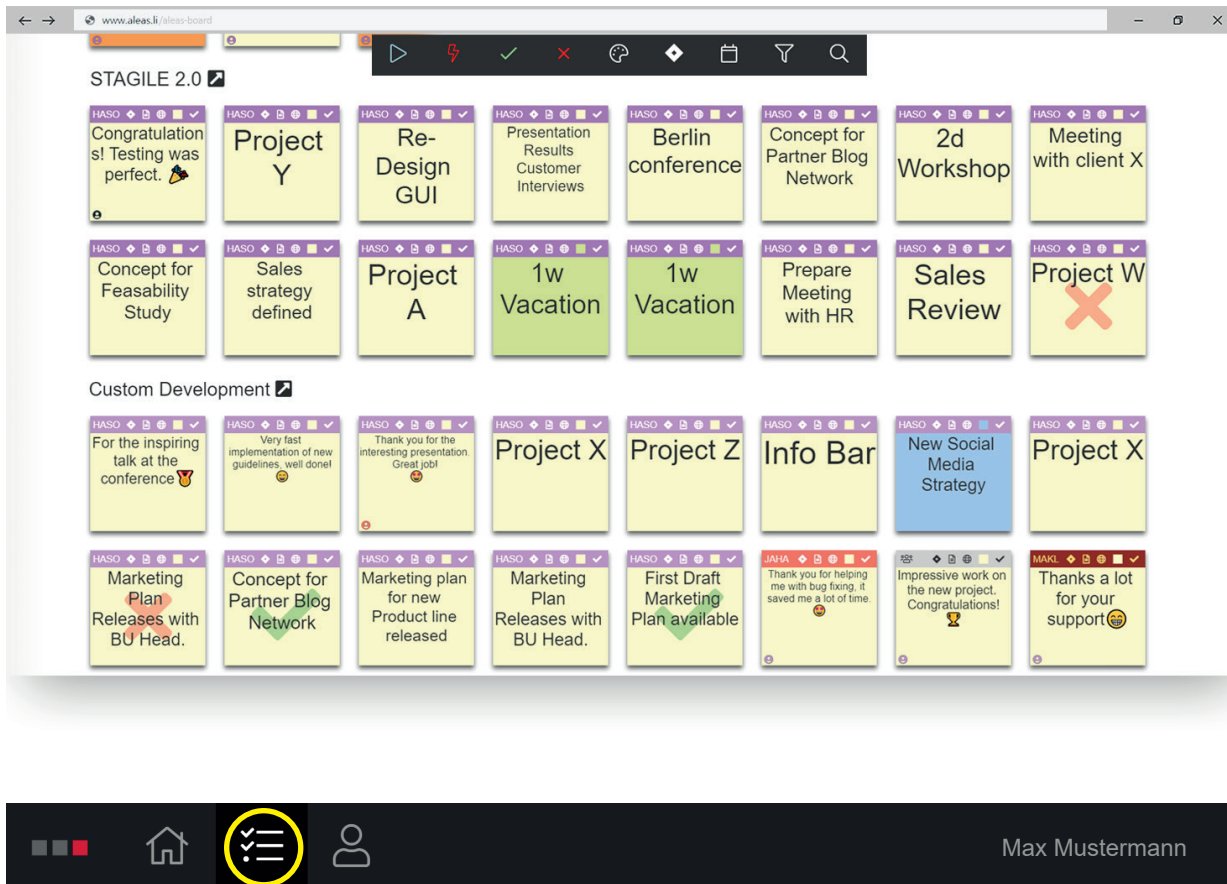 www.aleas.li/aleas-board
STAGILE 2.0
HASO HASO HASO HASO HASO HASO HASO HASO
Congratulation
s! Testing was
perfect.
Project
Y
Re-
Design
GUI
Presentation
Results
Customer
Interviews
Berlin
conference
Concept for
Partner Blog
Network
2d
Workshop
Meeting
with client X
HASO HASO HASO HASO HASO HASO HASO HASO
Concept for
Feasability
Study
Sales
strategy
defined
Project
A
1w
Vacation
1w
Vacation
Prepare
Meeting
with HR
Sales
Review
Project W
Custom Development
HASO HASO HASO HASO HASO HASO HASO HASO
For the inspiring
talk at the
conference
Very fast
implementation of new
guidelines, well done!
Thank you for the
interesting presentation.
Great job!
Project X
Project Z
Info Bar
New Social
Media
Strategy
Project X
HASO HASO HASO HASO HASO JAHA MAKL
Marketing
Plan
Releases with
BU Head.
Concept for
Partner Blog
Network
Marketing plan
for new
Product line
released
Marketing
Plan
Releases with
BU Head.
First Draft
Marketing
Plan available
Thank you for helping
me with bug fixing, it
saved me a lot of time.
Impressive work on
the new project.
Congratulations!
Thanks a lot
for your
support
Max Mustermann